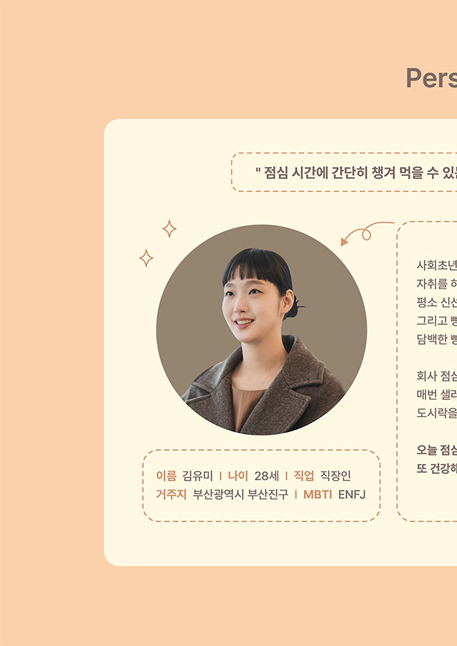 Pers
" 점심 시간에 간단히 챙겨 먹을 수 있는
사회초년
자취를 하
평소 신선
그리고 빵
담백한 빵
회사 점심
매번 샐러
도시락을
오늘 점심
또 건강하
이름 김유미 I 나이 28세 I 직업 직장인
거주지 부산광역시 부산진구 I MBTI ENFJ